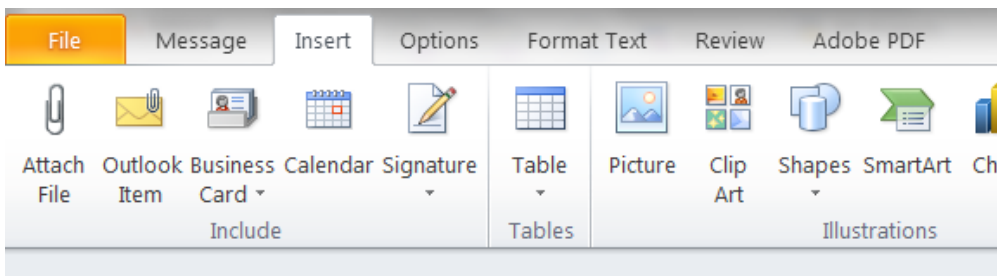 File Message Insert Options Format Text Review Adobe PDF
Attach Outlook Business Calendar Signature Table Picture Clip Shapes SmartArt
File Item Card Art
Include Tables Illustrations